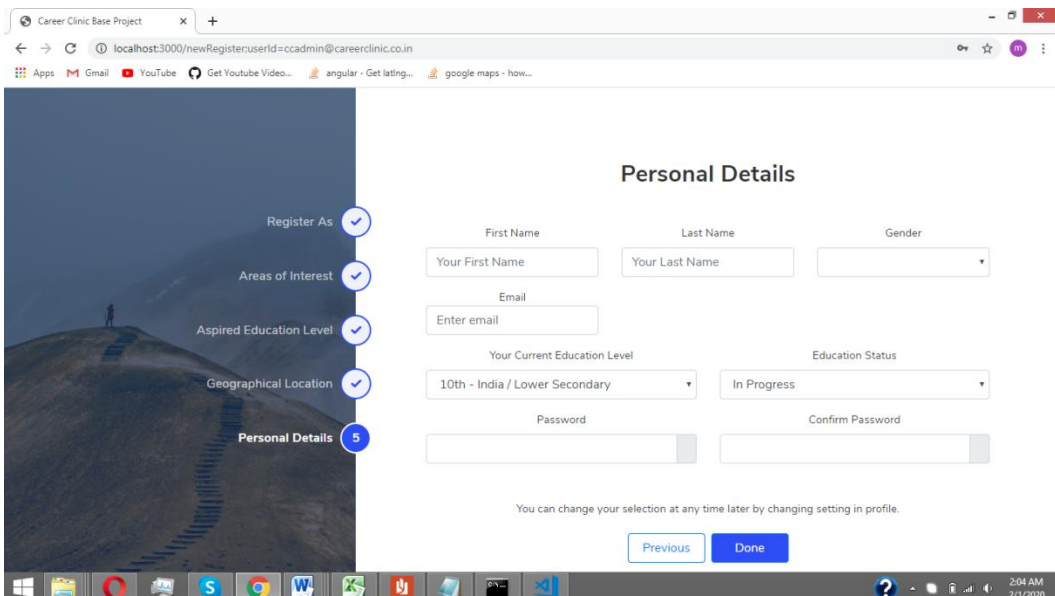 Career Clinic Base Project
localhost:3000/newRegister;userId=ccadmin@careerclinic.co.in
m
Apps Gmail YouTube Get Youtube Video... angular - Get latlng... google maps - how...
Personal Details
Register As
Areas of Interest
Aspired Education Level
Geographical Location
Personal Details 5
First Name Last Name Gender
Your First Name Your Last Name
Email
Enter email
Your Current Education Level Education Status
10th - India / Lower Secondary In Progress
Password Confirm Password
You can change your selection at any time later by changing setting in profile.
Previous Done
2:04 AM
2/1/2020